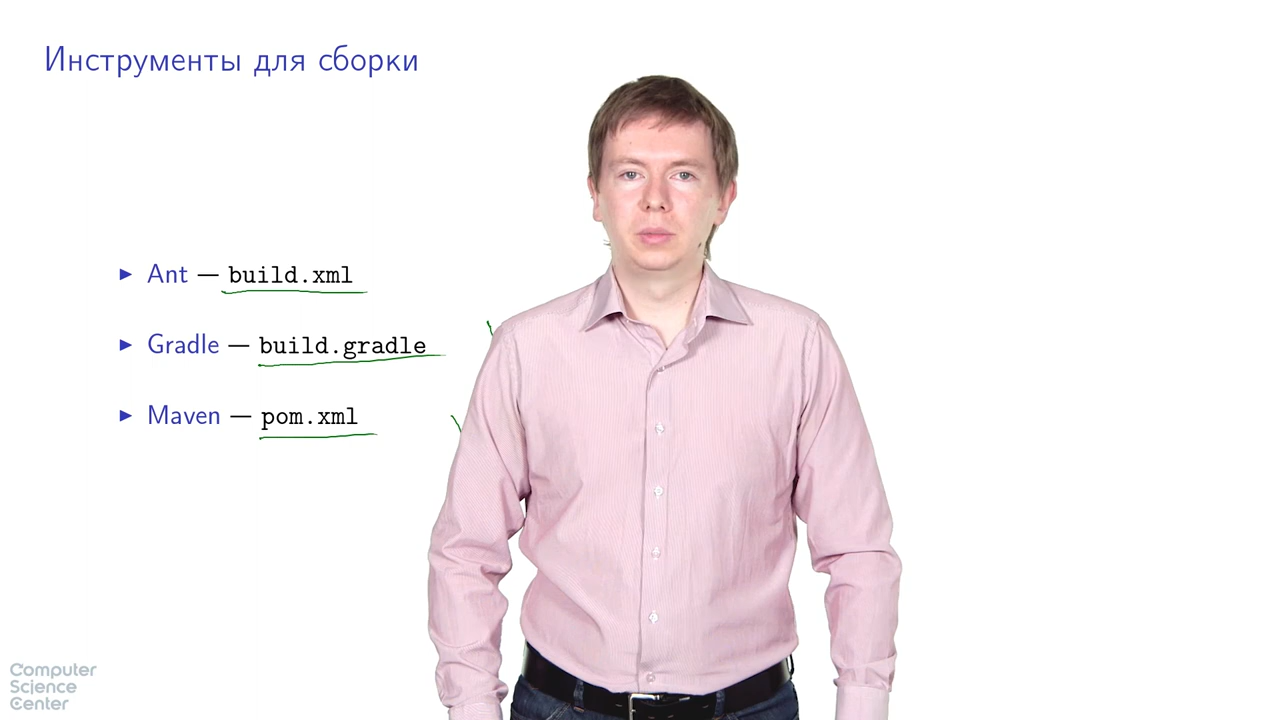 Инструменты для сборки
▶ Ant — build.xml
▶ Gradle — build.gradle
▶ Maven — pom.xml
Computer
Science
Center